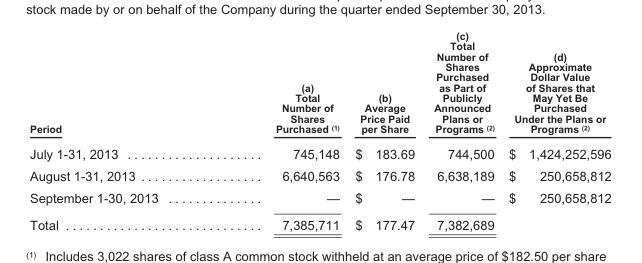 stock made by or on behalf of the Company during the quarter ended September 30, 2013.
(a) Total Number of Shares Purchased (1)
(b) Average Price Paid per Share
(c) Total Number of Shares Purchased as Part of Publicly Announced Plans or Programs (2)
(d) Approximate Dollar Value of Shares that May Yet Be Purchased Under the Plans or Programs (2)
Period
July 1-31, 2013 .................... 745,148 $ 183.69 744,500 $ 1,424,252,596
August 1-31, 2013 .................. 6,640,563 $ 176.78 6,638,189 $ 250,658,812
September 1-30, 2013 .............. — $ — — $ 250,658,812
Total ............................. 7,385,711 $ 177.47 7,382,689
(1) Includes 3,022 shares of class A common stock withheld at an average price of $182.50 per share